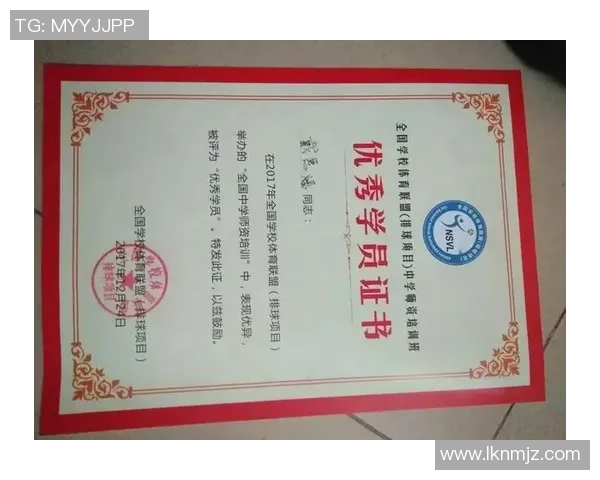 TG: MYYJJPP
NSVL
全国学校体育联盟(排球项目)中学师资培训班
优秀学员证书
同志：
在2017年全国学校体育联盟（排球项目）
举办的“全国中学师资培训”中，表现优异，
被评为“优秀学员”。特发此证，以兹鼓励。
全国学校体育联盟（排球项目）
2017年12月24日
排球项目
www.lknmjz.com